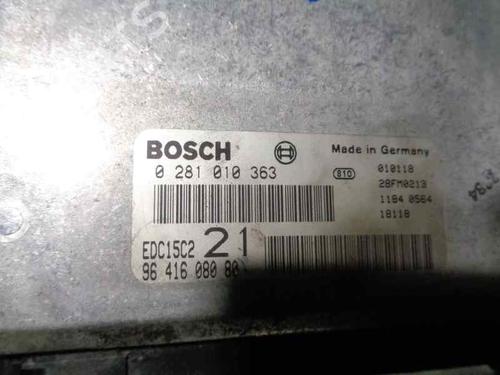 BOSCH
Made in Germany
0 281 010 363
810
010118
28FM0213
1184 0564
18118
EDC15C2 21
96 416 080 80